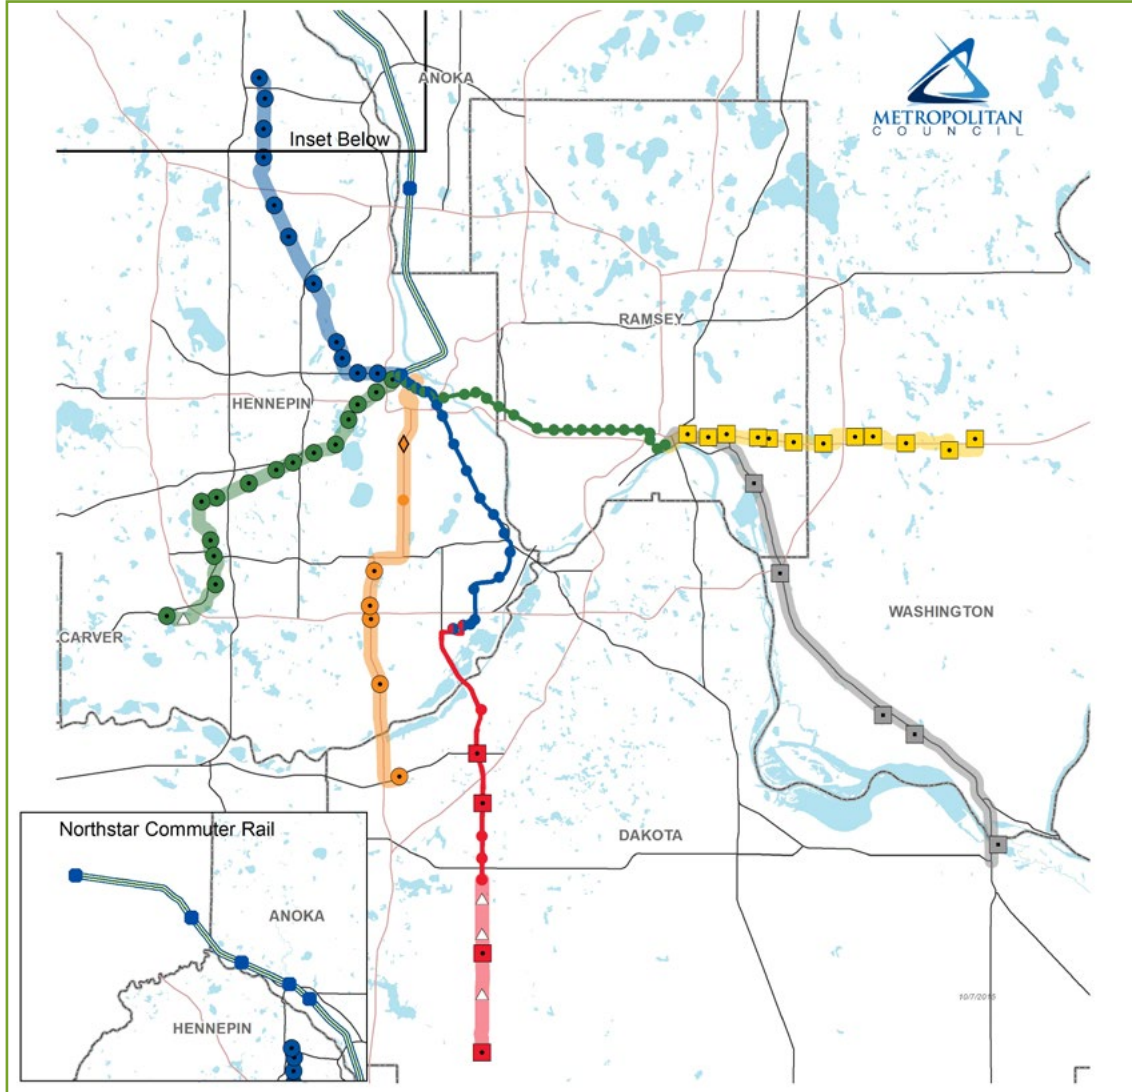 ANOKA
METROPOLITAN
COUNCIL
Inset Below
RAMSEY
HENNEPIN
WASHINGTON
CARVER
Northstar Commuter Rail
DAKOTA
ANOKA
HENNEPIN